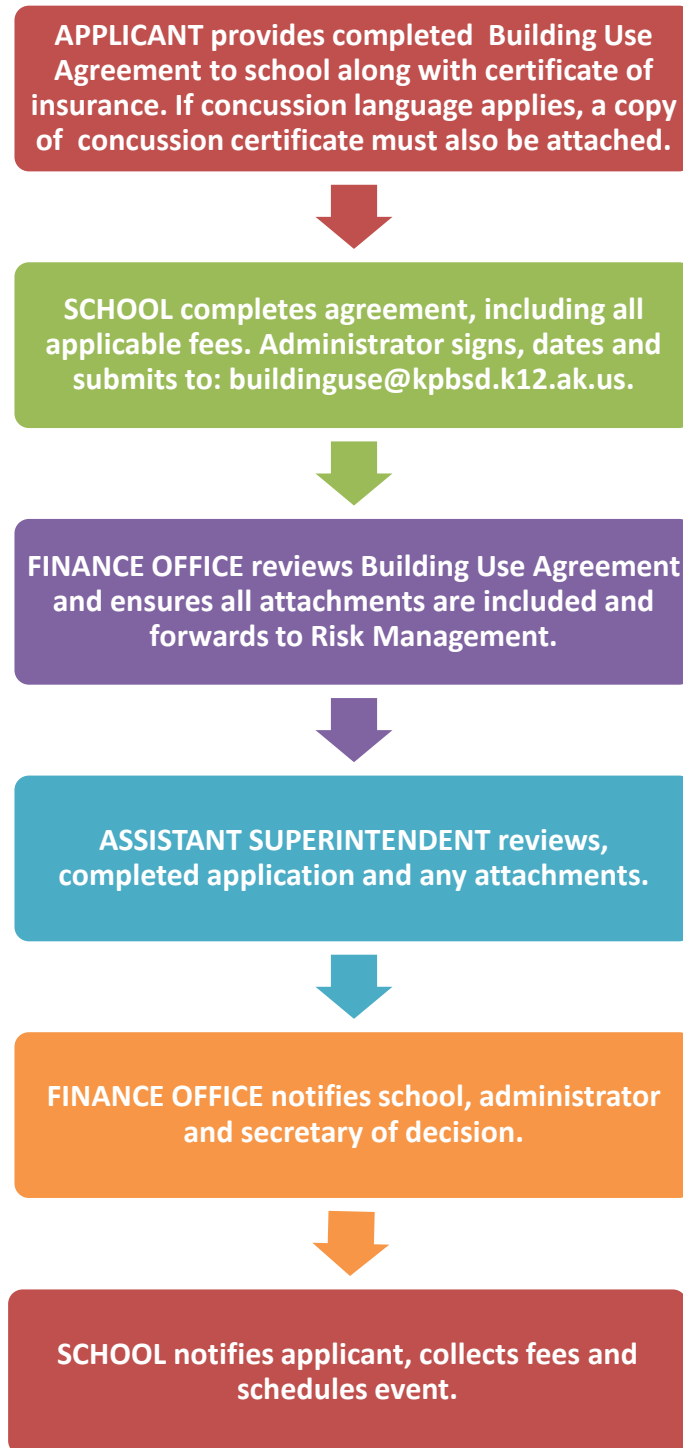 APPLICANT provides completed  Building Use
Agreement to school along with certificate of
insurance. If concussion language applies, a copy
of  concussion certificate must also be attached.
SCHOOL completes agreement, including all
applicable fees. Administrator signs, dates and
submits to: buildinguse@kpbsd.k12.ak.us.
FINANCE OFFICE reviews Building Use Agreement
and ensures all attachments are included and
forwards to Risk Management.
ASSISTANT SUPERINTENDENT reviews,
completed application and any attachments.
FINANCE OFFICE notifies school, administrator
and secretary of decision.
SCHOOL notifies applicant, collects fees and
schedules event.